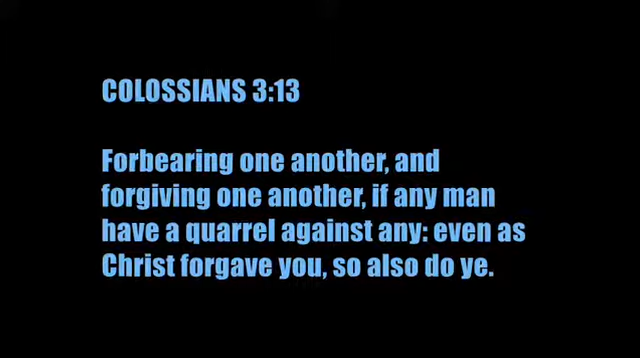 COLOSSIANS 3:13
Forbearing one another, and
forgiving one another, if any man
have a quarrel against any: even as
Christ forgave you, so also do ye.